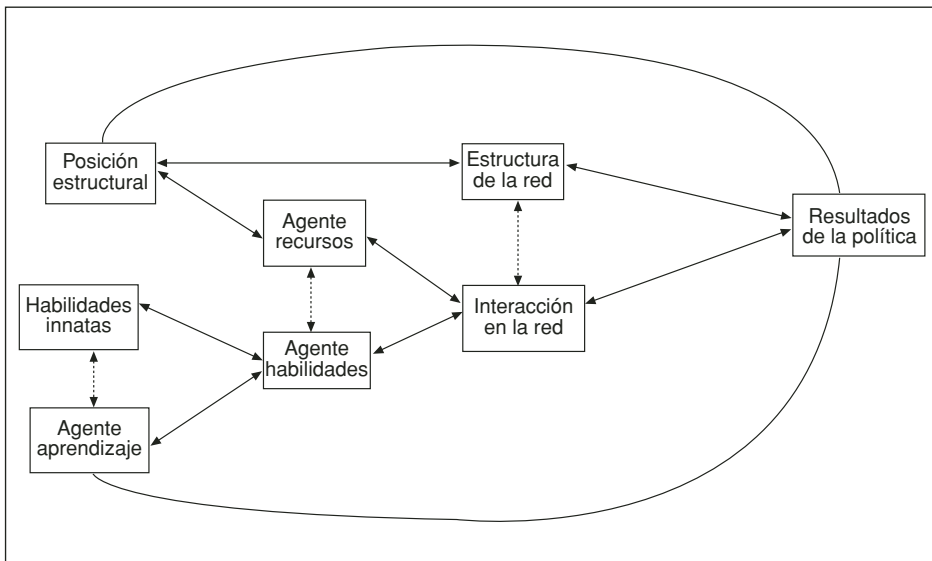 Posición
estructural
Estructura
de la red
Agente
recursos
Resultados
de la política
Habilidades
innatas
Interacción
en la red
Agente
habilidades
Agente
aprendizaje